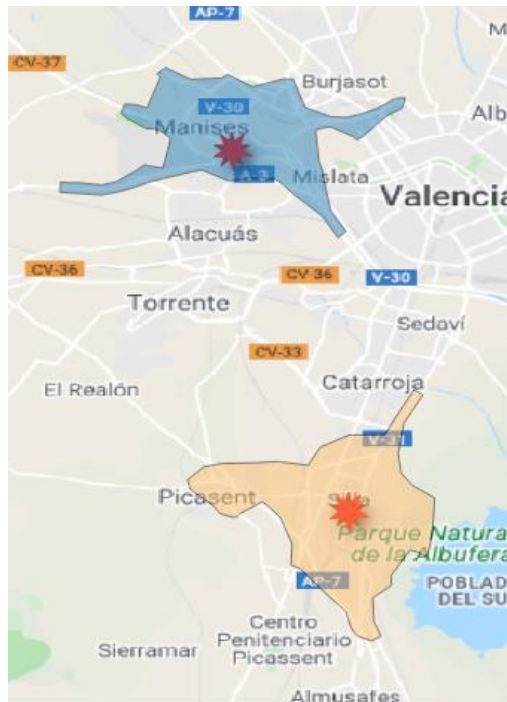 AP-7
M
CV-37
Burjasot
V-30
Alb
Manises
A-3
Mislata
Valencia
Alacuás
CV-36
CV-36
V-30
Torrente
Sedaví
CV-33
Catarroja
El Realón
V-31
Picasent
Silla
Parque Natura
de la Albufera
AP-7
POBLAD
DEL SU
Centro
Penitenciario
Picassent
Sierramar
Almusafes